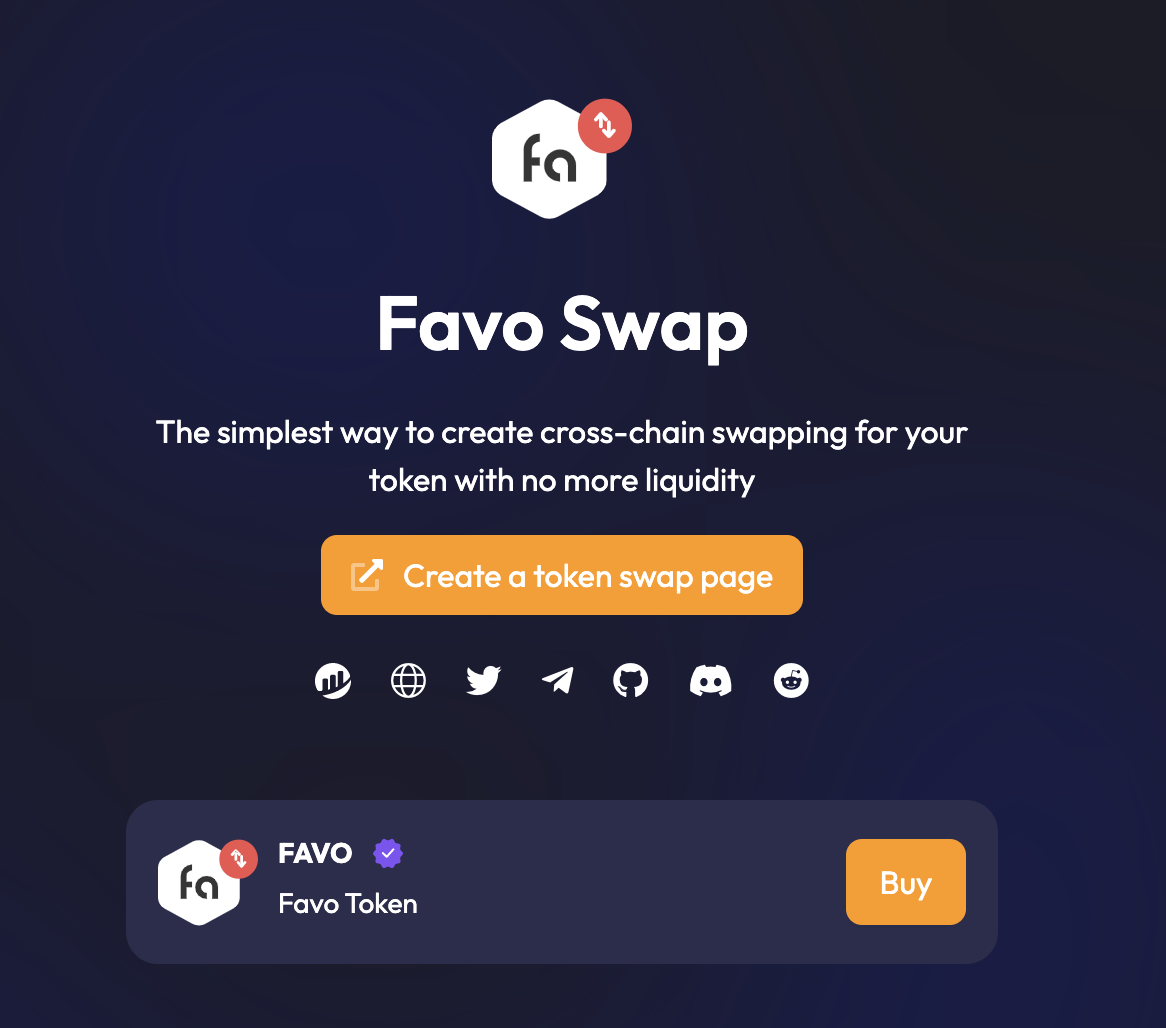 fa
Favo Swap
The simplest way to create cross-chain swapping for your
token with no more liquidity
Create a token swap page
fa
FAVO
Favo Token
Buy